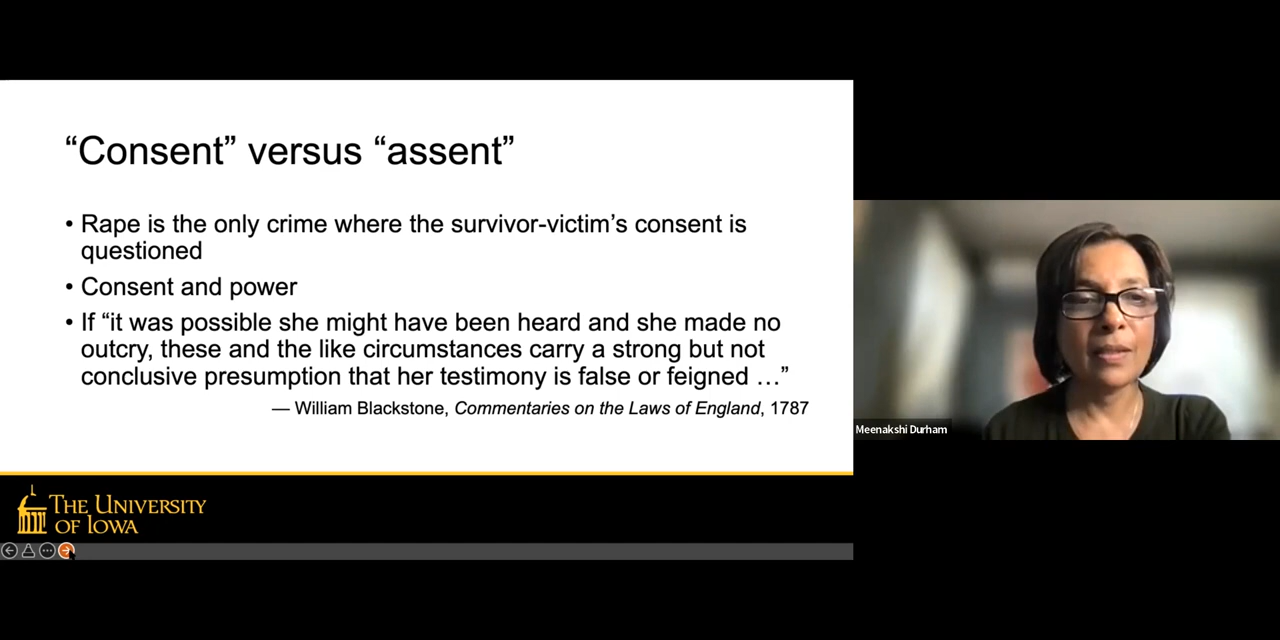 “Consent” versus “assent”
• Rape is the only crime where the survivor-victim’s consent is
questioned
• Consent and power
• If “it was possible she might have been heard and she made no
outcry, these and the like circumstances carry a strong but not
conclusive presumption that her testimony is false or feigned …”
— William Blackstone, Commentaries on the Laws of England, 1787
THE UNIVERSITY
OF IOWA
Meenakshi Durham